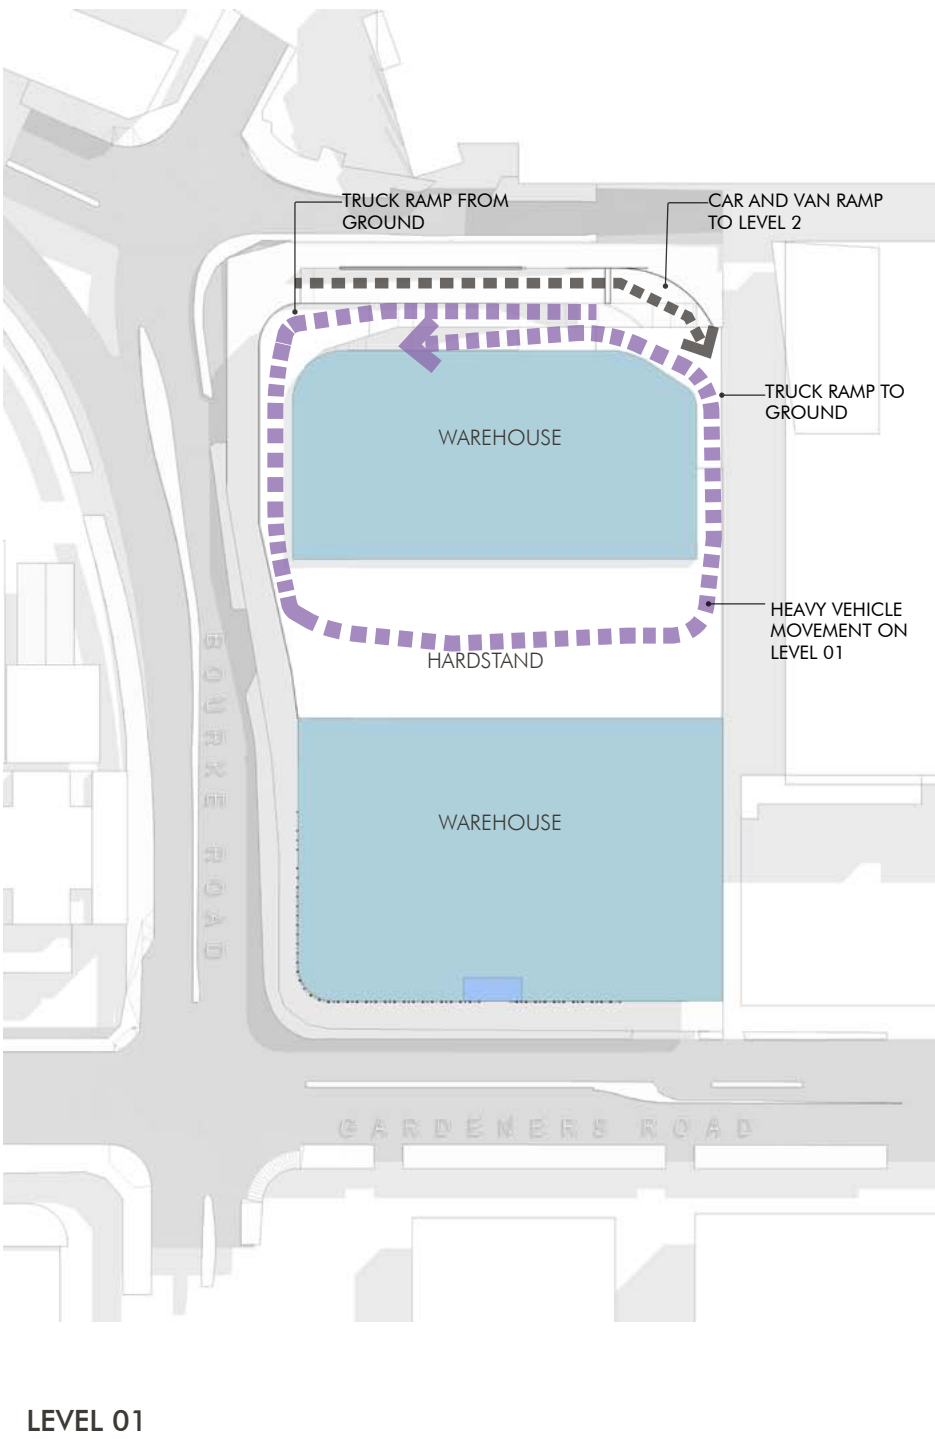 TRUCK RAMP FROM
GROUND
CAR AND VAN RAMP
TO LEVEL 2
TRUCK RAMP TO
GROUND
WAREHOUSE
HEAVY VEHICLE
MOVEMENT ON
LEVEL 01
HARDSTAND
BOURKE ROAD
WAREHOUSE
GARDENERS ROAD
LEVEL 01